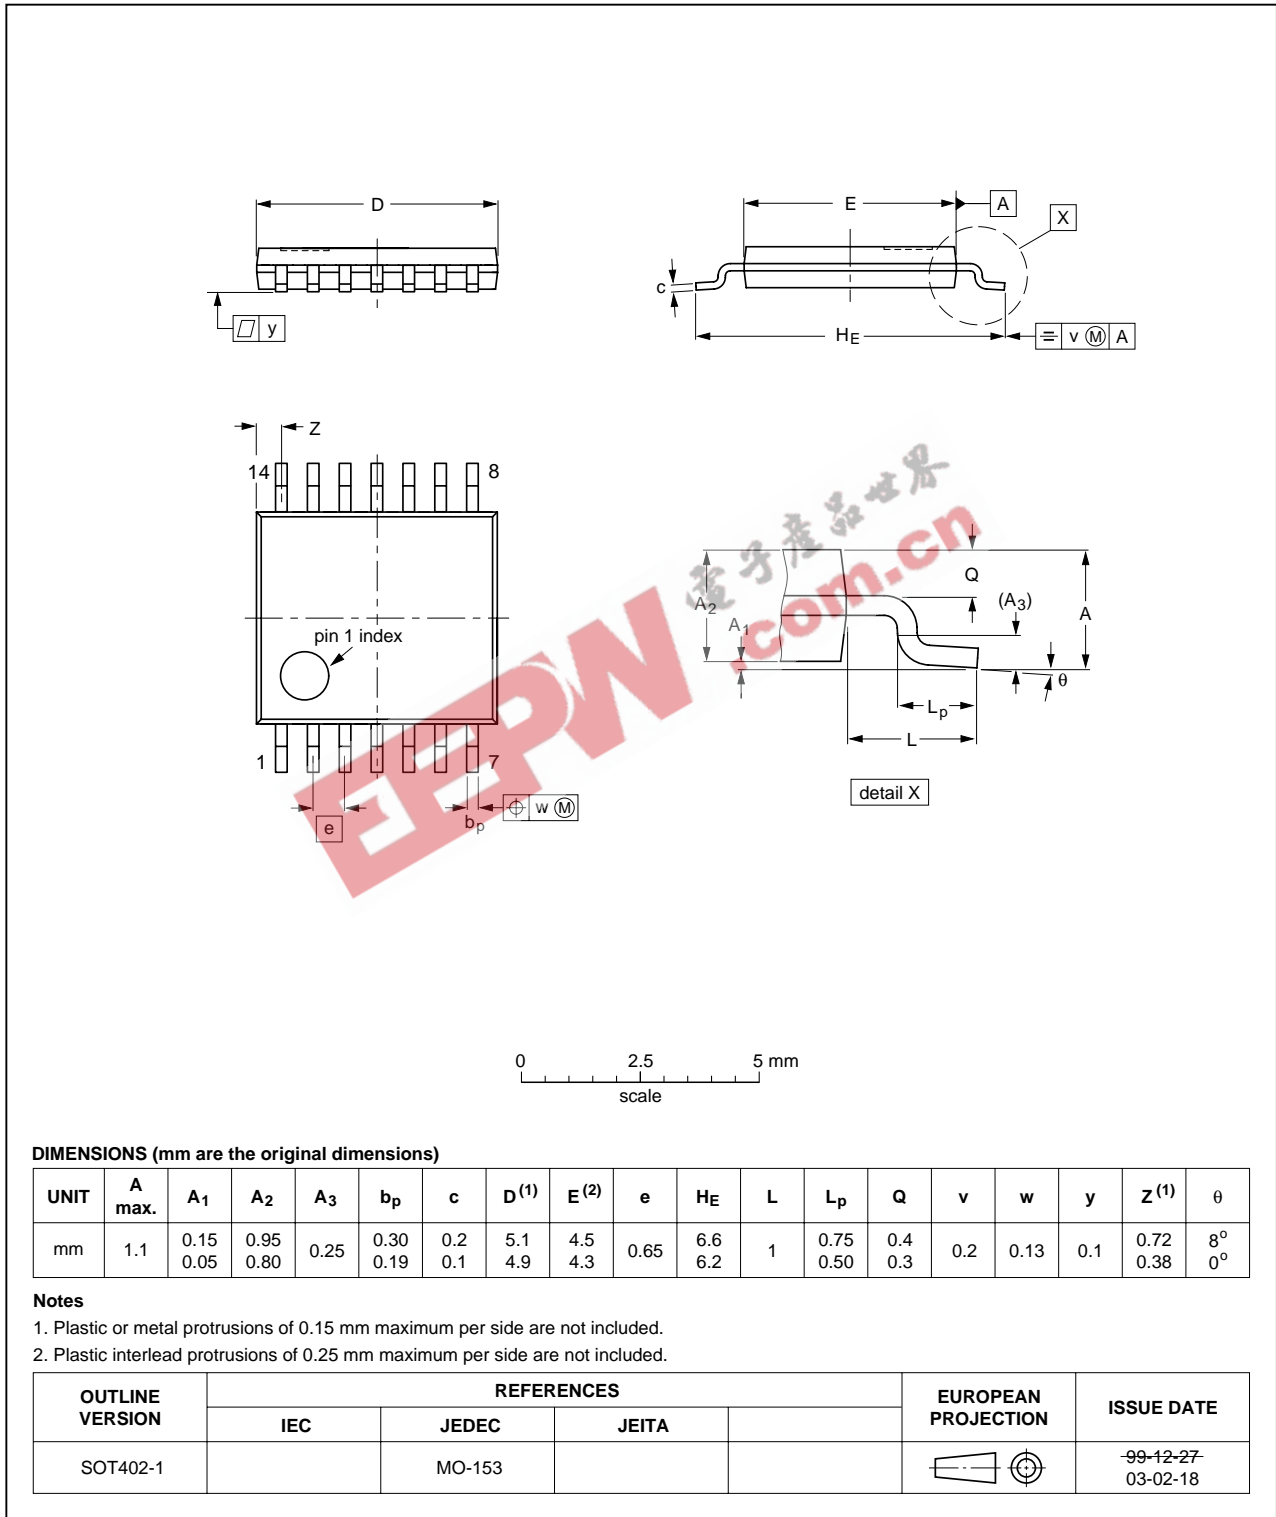 D
E
A
X
c
y
HE
v M A
Z
14
8
pin 1 index
1
7
e
bp
w M
A2
A1
Q
(A3)
A
θ
Lp
L
detail X
電子產品世界
.com.cn
EEPW
0 2.5 5 mm
scale
DIMENSIONS (mm are the original dimensions)
UNIT A max. A1 A2 A3 bp c D(1) E(2) e HE L Lp Q v w y Z(1) θ
mm 1.1 0.15 0.05 0.95 0.80 0.25 0.30 0.19 0.2 0.1 5.1 4.9 4.5 4.3 0.65 6.6 6.2 1 0.75 0.50 0.4 0.3 0.2 0.13 0.1 0.72 0.38 8° 0°
Notes
1. Plastic or metal protrusions of 0.15 mm maximum per side are not included.
2. Plastic interlead protrusions of 0.25 mm maximum per side are not included.
OUTLINE VERSION REFERENCES EUROPEAN PROJECTION ISSUE DATE
IEC JEDEC JEITA
SOT402-1 MO-153 99-12-27
03-02-18